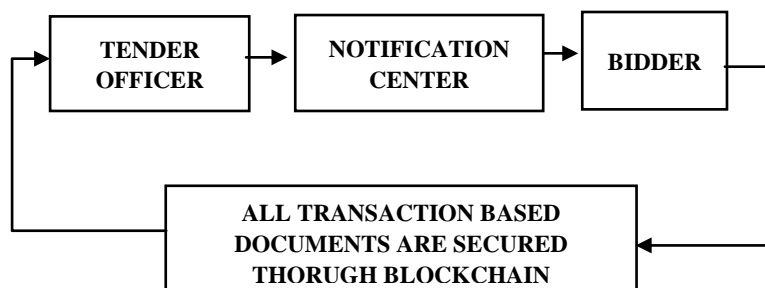 TENDER
OFFICER
NOTIFICATION
CENTER
BIDDER
ALL TRANSACTION BASED
DOCUMENTS ARE SECURED
THORUGH BLOCKCHAIN